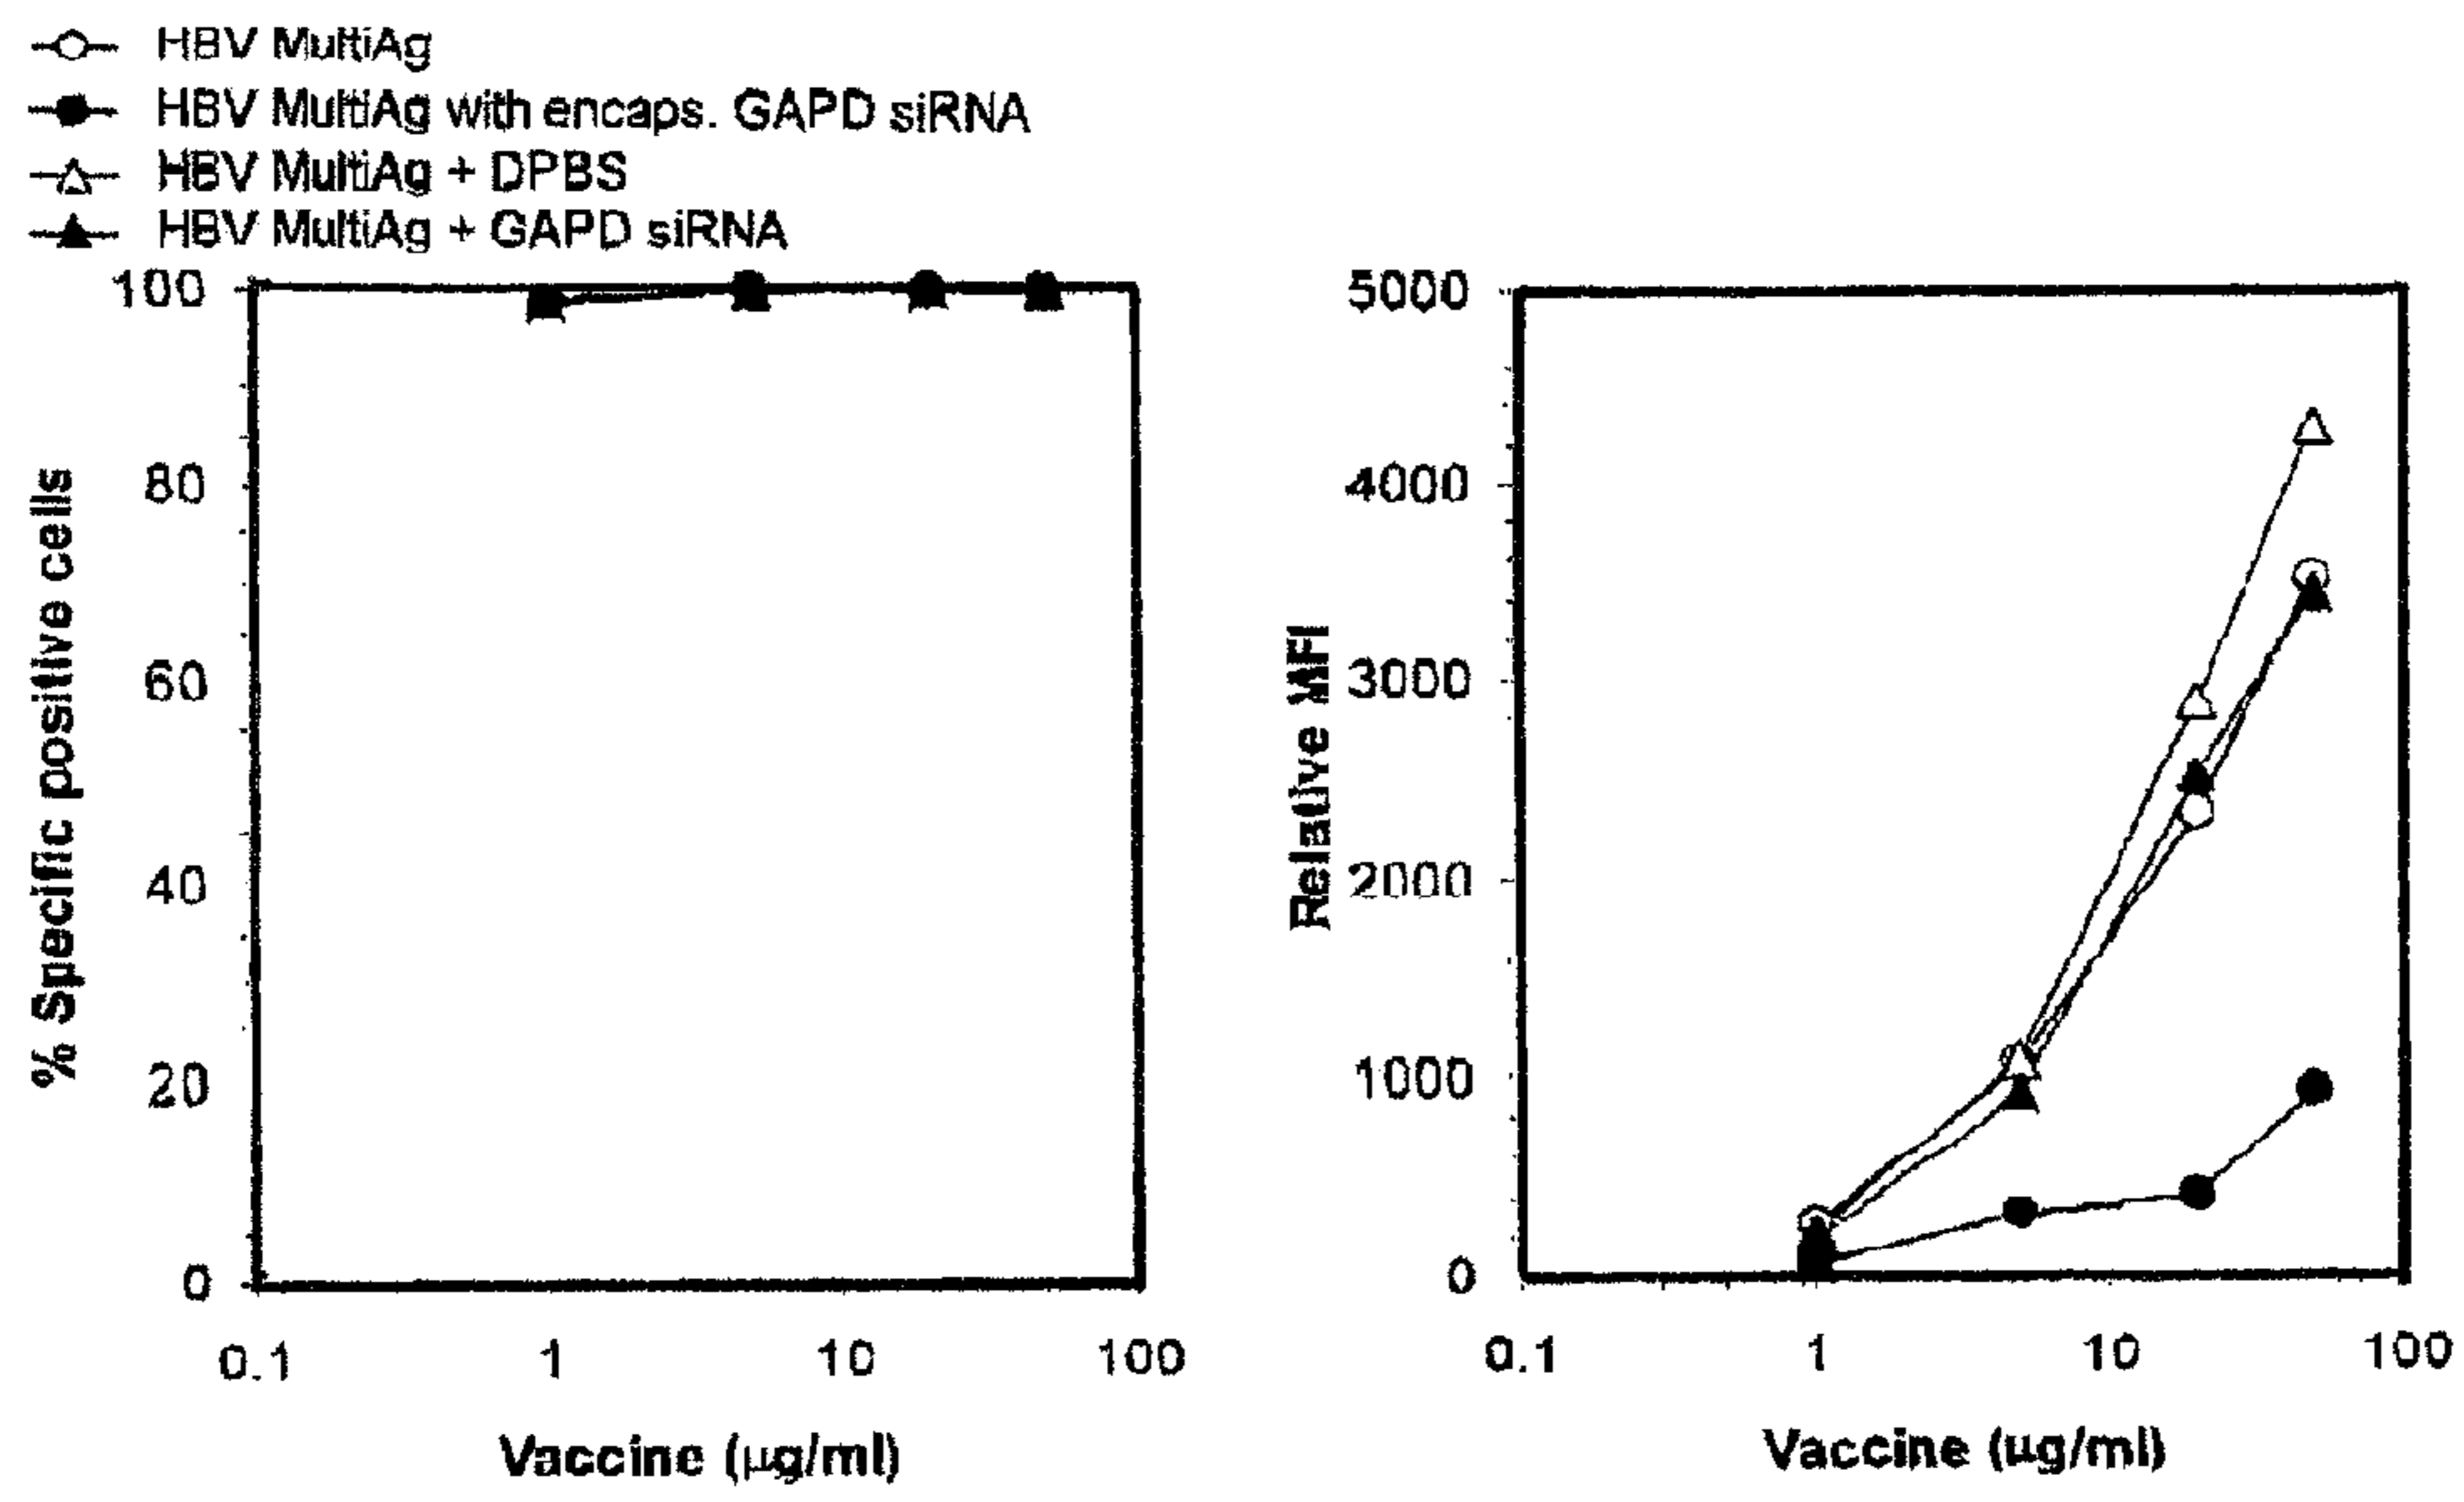 HBV MultiAg
HBV MultiAg with encaps. GAPD siRNA
HBV MultiAg + DPBS
HBV MultiAg + GAPD siRNA
100
80
60
40
20
0
% Specific positive cells
0.1 1 10 100
Vaccine (µg/ml)
5000
4000
3000
2000
1000
0
Relative MFI
0.1 1 10 100
Vaccine (µg/ml)